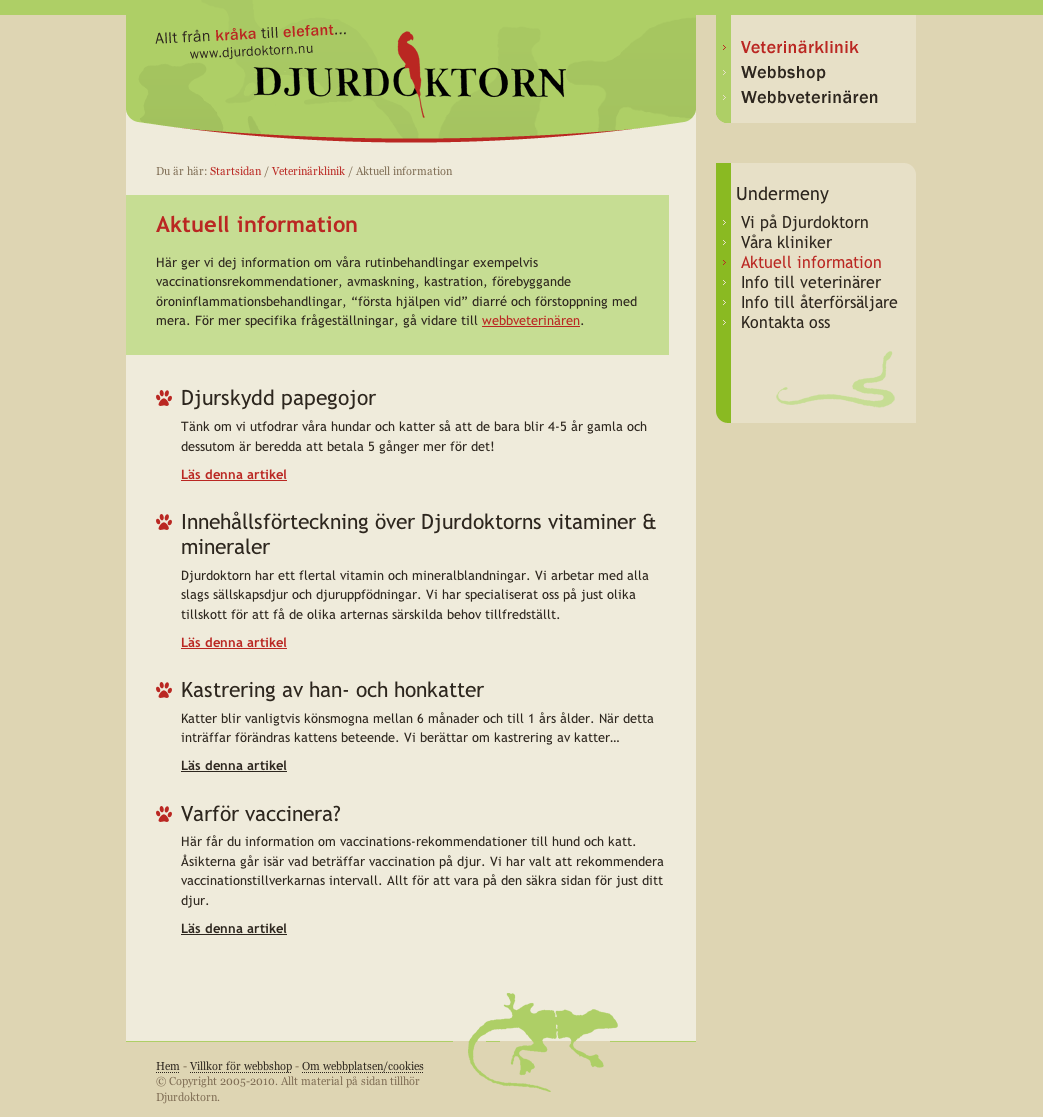 Allt från kråka till elefant...
www.djurdoktorn.nu
DJURDOKTORN
Veterinärklinik
Webbshop
Webbveterinären
Du är här: Startsidan / Veterinärklinik / Aktuell information
Aktuell information
Här ger vi dej information om våra rutinbehandlingar exempelvis
vaccinationsrekommendationer, avmaskning, kastration, förebyggande
öroninflammationsbehandlingar, “första hjälpen vid” diarré och förstoppning med
mera. För mer specifika frågeställningar, gå vidare till webbveterinären.
Undermeny
Vi på Djurdoktorn
Våra kliniker
Aktuell information
Info till veterinärer
Info till återförsäljare
Kontakta oss
Djurskydd papegojor
Tänk om vi utfodrar våra hundar och katter så att de bara blir 4-5 år gamla och
dessutom är beredda att betala 5 gånger mer för det!
Läs denna artikel
Innehållsförteckning över Djurdoktorns vitaminer &
mineraler
Djurdoktorn har ett flertal vitamin och mineralblandningar. Vi arbetar med alla
slags sällskapsdjur och djuruppfödningar. Vi har specialiserat oss på just olika
tillskott för att få de olika arternas särskilda behov tillfredställt.
Läs denna artikel
Kastrering av han- och honkatter
Katter blir vanligtvis könsmogna mellan 6 månader och till 1 års ålder. När detta
inträffar förändras kattens beteende. Vi berättar om kastrering av katter…
Läs denna artikel
Varför vaccinera?
Här får du information om vaccinations-rekommendationer till hund och katt.
Åsikterna går isär vad beträffar vaccination på djur. Vi har valt att rekommendera
vaccinationstillverkarnas intervall. Allt för att vara på den säkra sidan för just ditt
djur.
Läs denna artikel
Hem - Villkor för webbshop - Om webbplatsen/cookies
© Copyright 2005-2010. Allt material på sidan tillhör
Djurdoktorn.